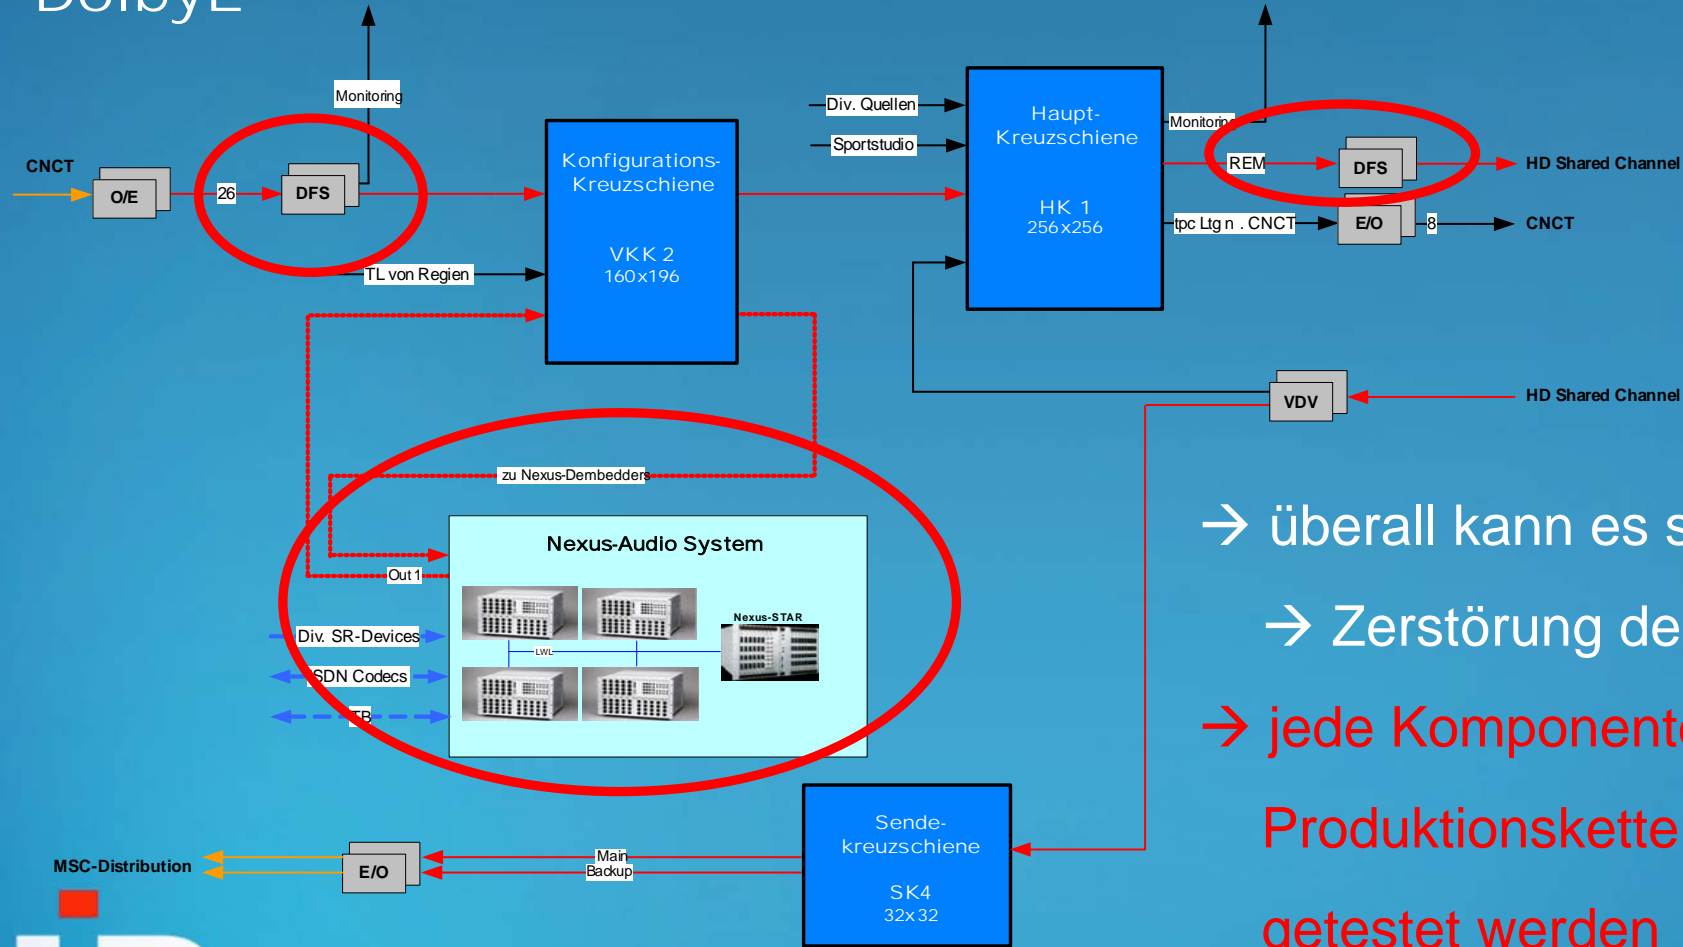 DolbyE
Monitoring
CNCT
O/E
26
DFS
TL von Regien
Konfigurations-
Kreuzschiene
VKK 2
160x196
Div. Quellen
Sportstudio
Haupt-
Kreuzschiene
HK 1
256x256
Monitoring
REM
DFS
HD Shared Channel
tpc Ltg n . CNCT
E/O
8
CNCT
VDV
HD Shared Channel
zu Nexus-Dembedders
Nexus-Audio System
Out 1
Nexus-STAR
LWL
Div. SR-Devices
SDN Codecs
TB
→ überall kann es
→ Zerstörung
→ jede Komponente
Produktionskette
getestet werden
Sende-
kreuzschiene
SK4
32x32
Main
Backup
E/O
MSC-Distribution